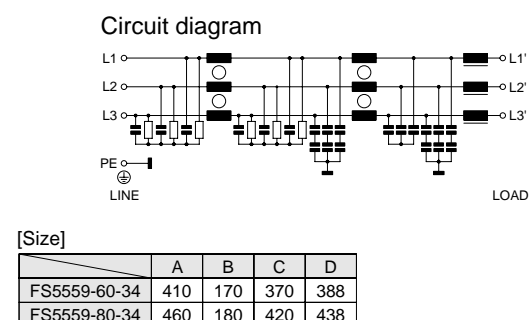 Circuit diagram
L1 L1'
L2 L2'
L3 L3'
PE
LINE LOAD
[Size]
A B C D
FS5559-60-34 410 170 370 388
FS5559-80-34 460 180 420 438